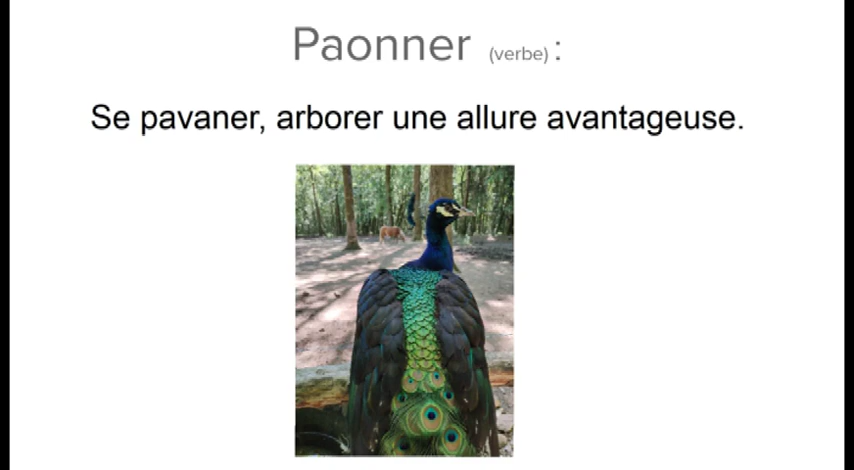 Paonner (verbe) :
Se pavaner, arborer une allure avantageuse.